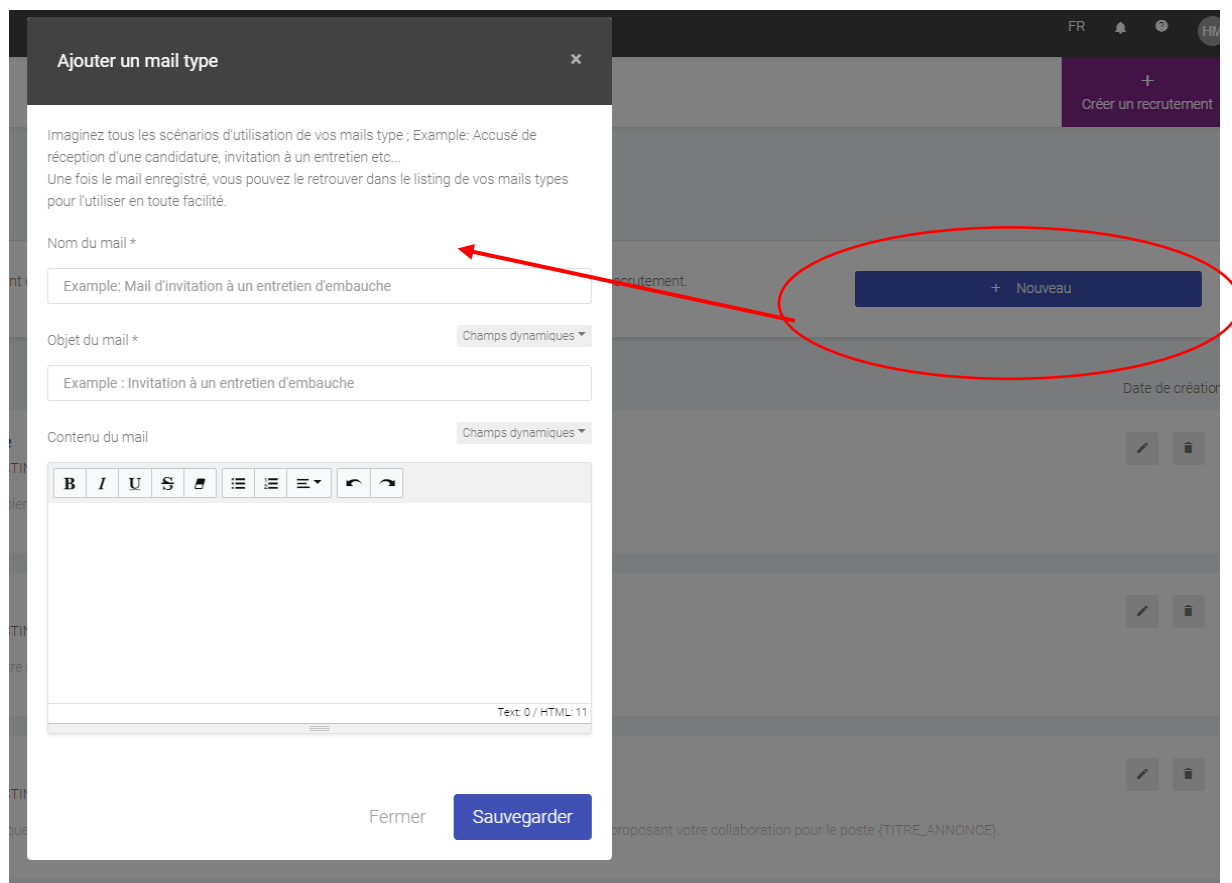 FR
HM
Ajouter un mail type
×
+
Créer un recrutement
Imaginez tous les scénarios d'utilisation de vos mails type ; Example: Accusé de
réception d'une candidature, invitation à un entretien etc...
Une fois le mail enregistré, vous pouvez le retrouver dans le listing de vos mails types
pour l'utiliser en toute facilité.
Nom du mail *
Example: Mail d'invitation à un entretien d'embauche
recrutement.
+ Nouveau
Objet du mail *
Champs dynamiques
Example : Invitation à un entretien d'embauche
Date de création
Contenu du mail
Champs dynamiques
B I U S
Text: 0 / HTML: 11
Fermer
Sauvegarder
proposant votre collaboration pour le poste {TITRE_ANNONCE}.